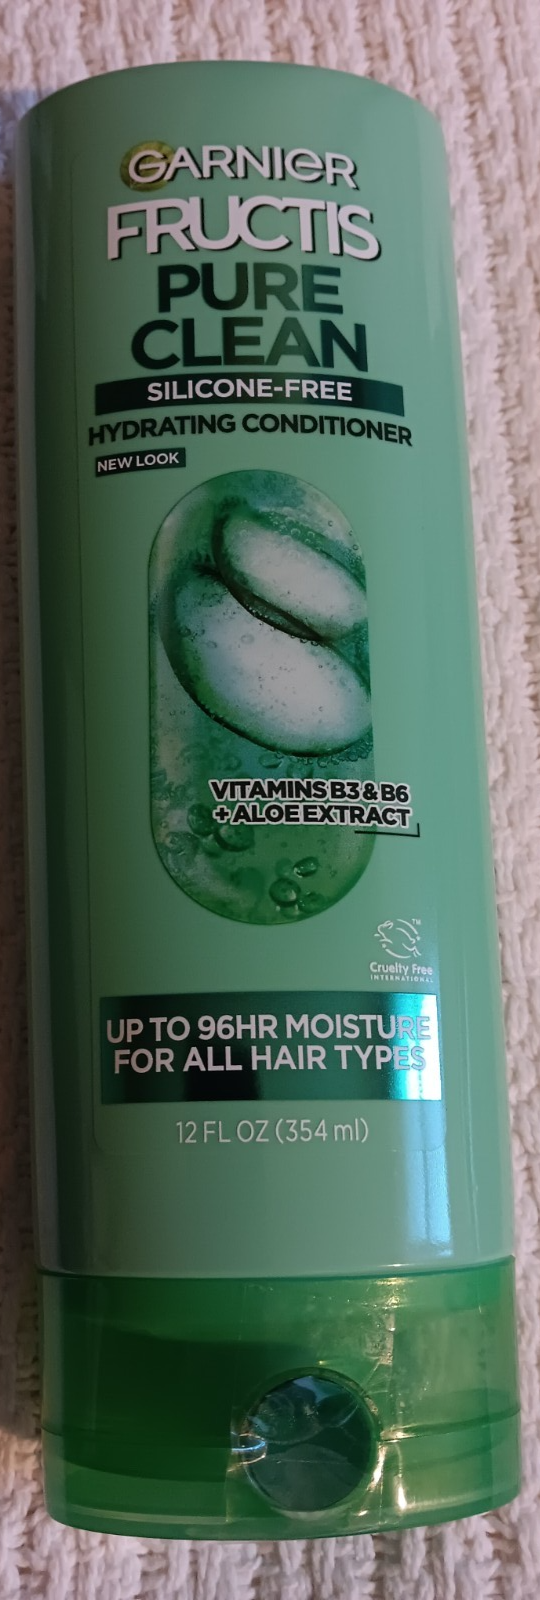 GARNIER
FRUCTIS
PURE
CLEAN
SILICONE-FREE
HYDRATING CONDITIONER
NEW LOOK
VITAMINS B3 & B6
+ ALOE EXTRACT
TM
Cruelty Free
INTERNATIONAL
UP TO 96HR MOISTURE
FOR ALL HAIR TYPES
12 FL OZ (354 ml)